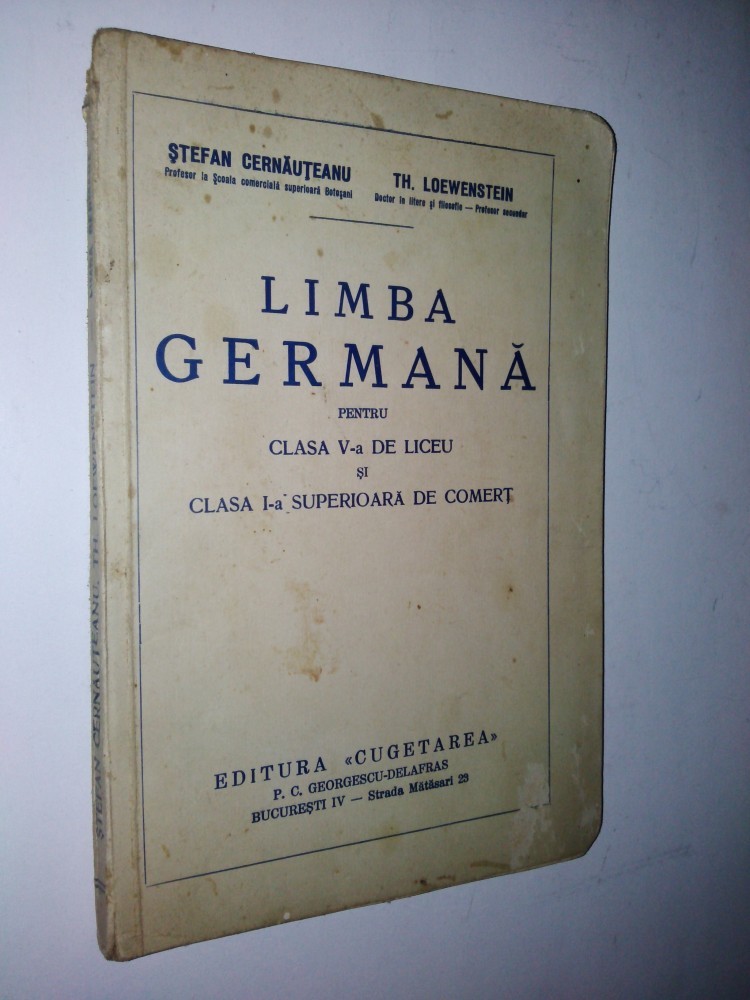 ȘTEFAN CERNĂUȚEANU
Profesor la Școala comercială superioară Botoșani
TH. LOEWENSTEIN
Doctor in litere și filosofie — Profesor secundar
LIMBA
GERMANĂ
PENTRU
CLASA V-a DE LICEU
ȘI
CLASA I-a SUPERIOARĂ DE COMERȚ
EDITURA «CUGETAREA»
P. C. GEORGESCU-DELAFRAS
BUCUREȘTI IV — Strada Mătăsari 23
ȘTEFAN CERNĂUȚEANU, TH. LOEWENSTEIN